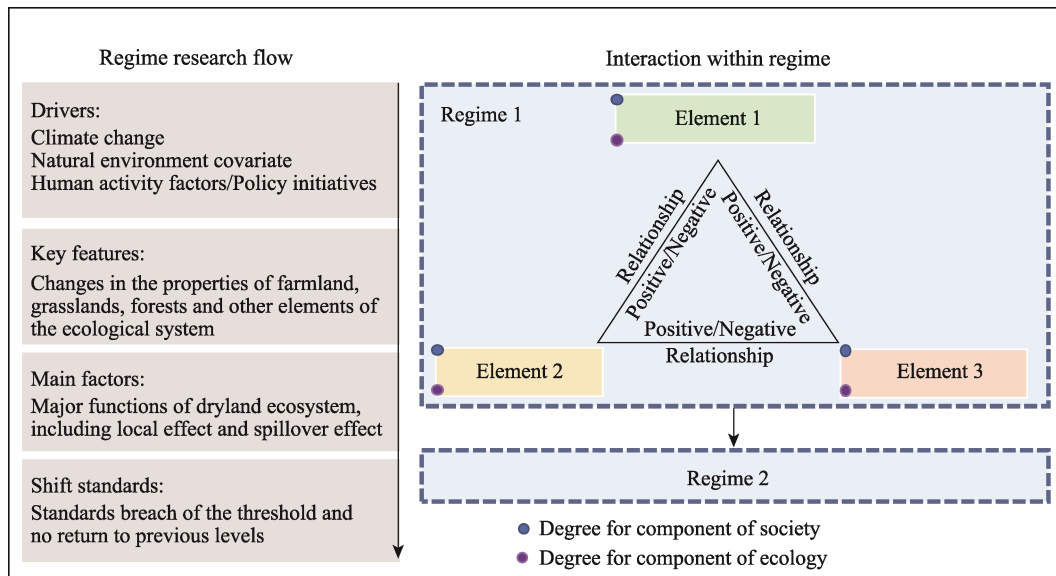 Regime research flow
Drivers:
Climate change
Natural environment covariate
Human activity factors/Policy initiatives
Key features:
Changes in the properties of farmland,
grasslands, forests and other elements of
the ecological system
Main factors:
Major functions of dryland ecosystem,
including local effect and spillover effect
Shift standards:
Standards breach of the threshold and
no return to previous levels
Interaction within regime
Regime 1
Element 1
Relationship
Positive/Negative
Relationship
Positive/Negative
Positive/Negative
Relationship
Element 2
Element 3
Regime 2
Degree for component of society
Degree for component of ecology